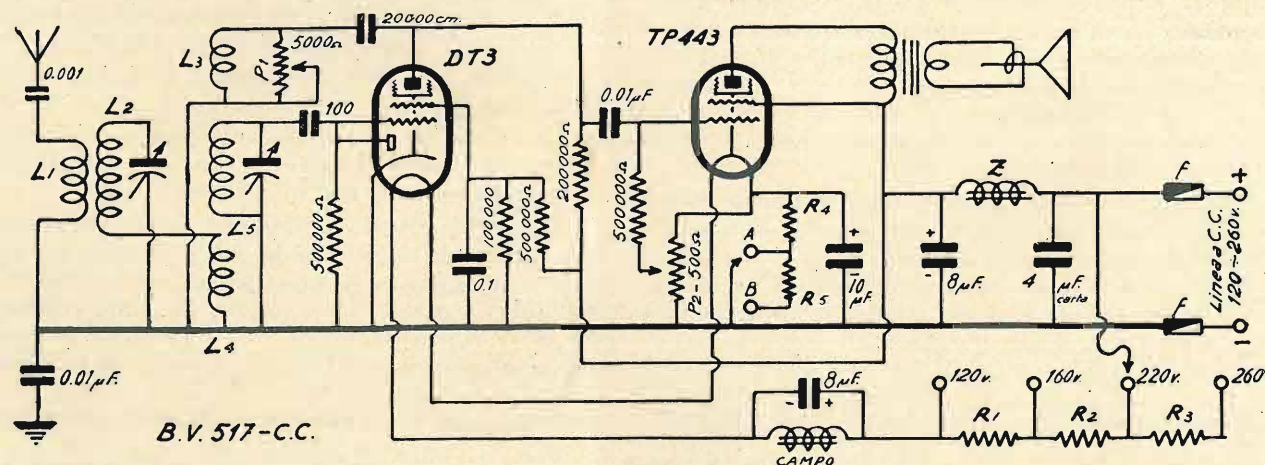 20000 cm.
5000Ω
P1
L3
DT3
TP443
0.001
L2
100
0.01μF
L1
L5
L4
500000Ω
100000
500000Ω
0.1
200000Ω
500000Ω
P2-500Ω
R4
A
B
R5
+
-
10 μF.
Z
+
-
8μF.
4 μF. carta
F
F
+
-
Linea a C.C.
120÷260v.
0.01μF.
B.V. 517-C.C.
8μF.
-
+
CAMPO
120v.
160v.
220v.
260
R1
R2
R3